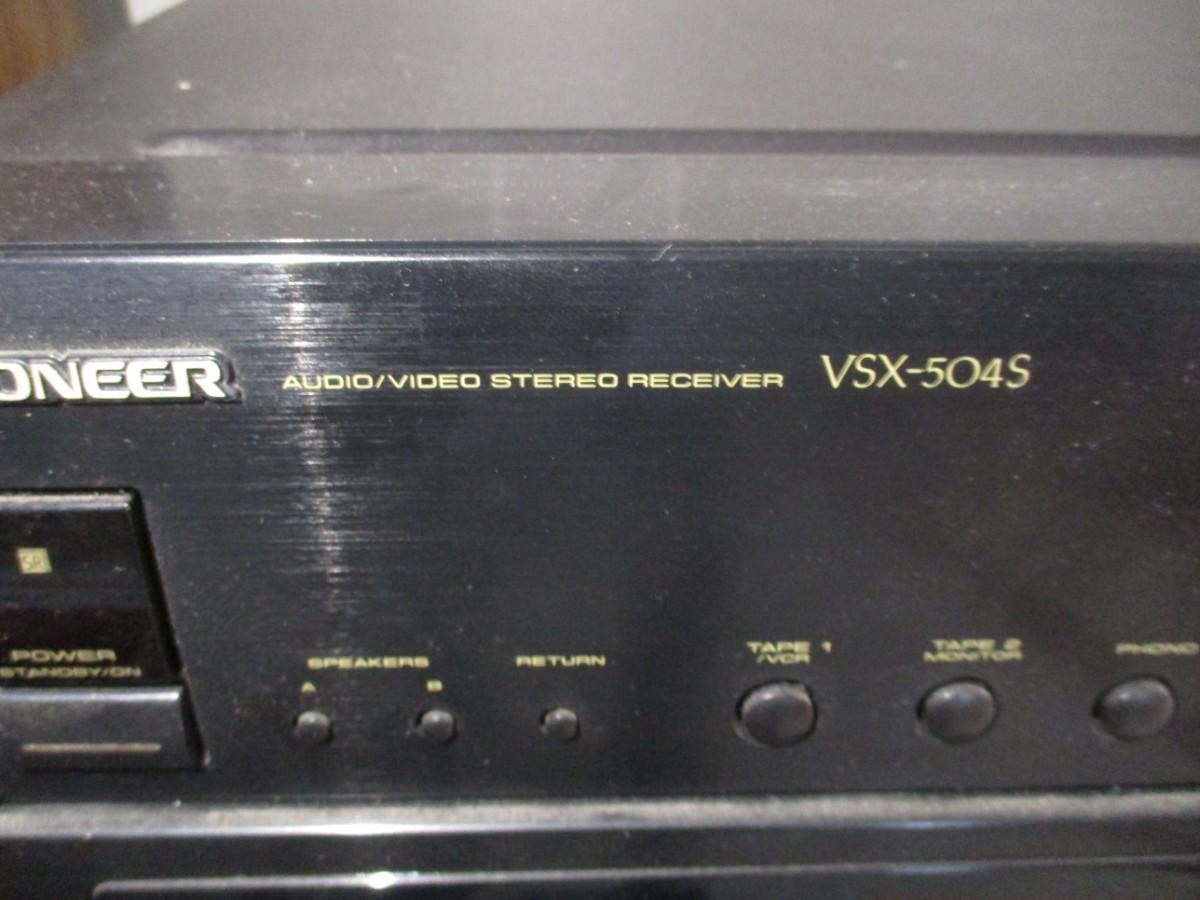 ONEER AUDIO/VIDEO STEREO RECEIVER VSX-504S
SR
POWER
STANDBY/ON
SPEAKERS
A B
RETURN
TAPE 1
/VCR
TAPE 2
MONITOR
PHONO